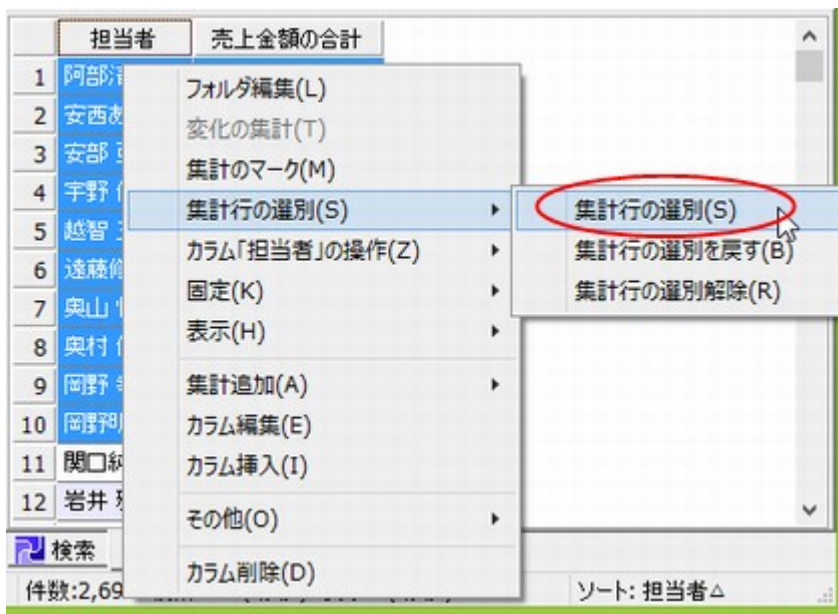 担当者 売上金額の合計
1 阿部
2 安西あ
3 安部
4 宇野
5 越智
6 遠藤
7 奥山
8 奥村
9 岡野
10 岡野
11 関口
12 岩井
フォルダ編集(L)
変化の集計(T)
集計のマーク(M)
集計行の選別(S)
カラム「担当者」の操作(Z)
固定(K)
表示(H)
集計追加(A)
カラム編集(E)
カラム挿入(I)
その他(O)
カラム削除(D)
集計行の選別(S)
集計行の選別を戻す(B)
集計行の選別解除(R)
検索
件数:2,69
ソート: 担当者△